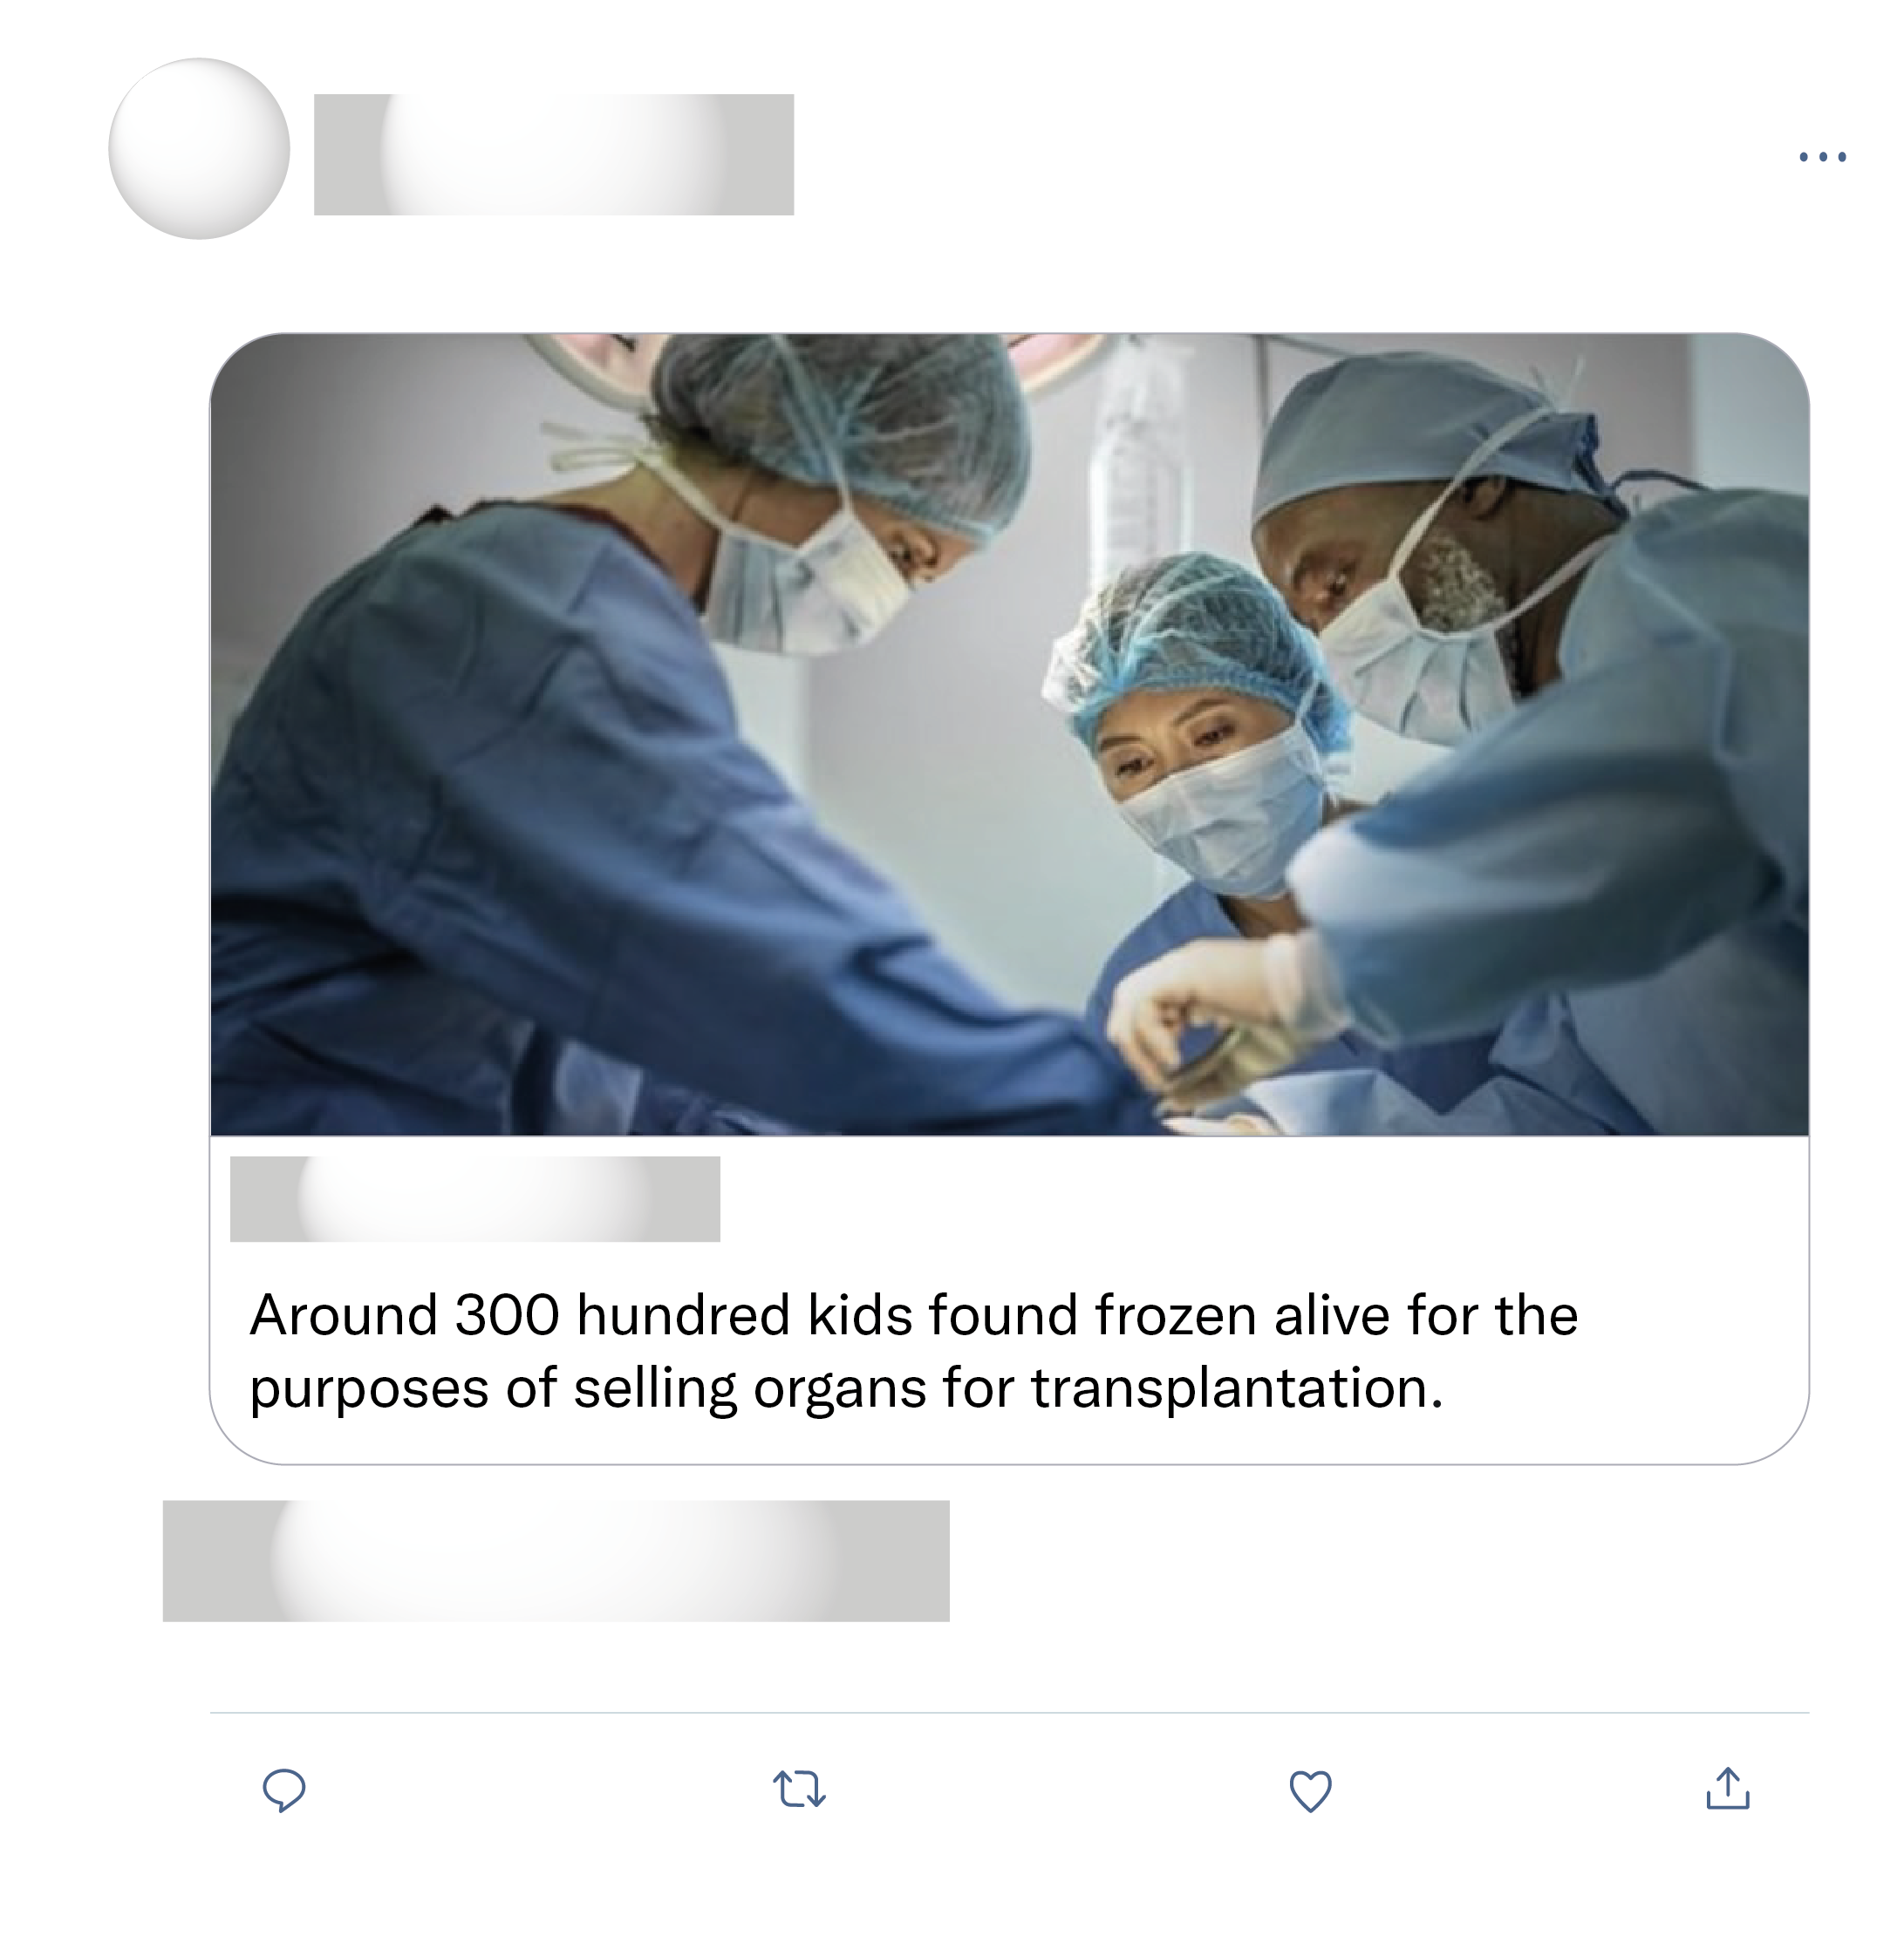 Around 300 hundred kids found frozen alive for the
purposes of selling organs for transplantation.